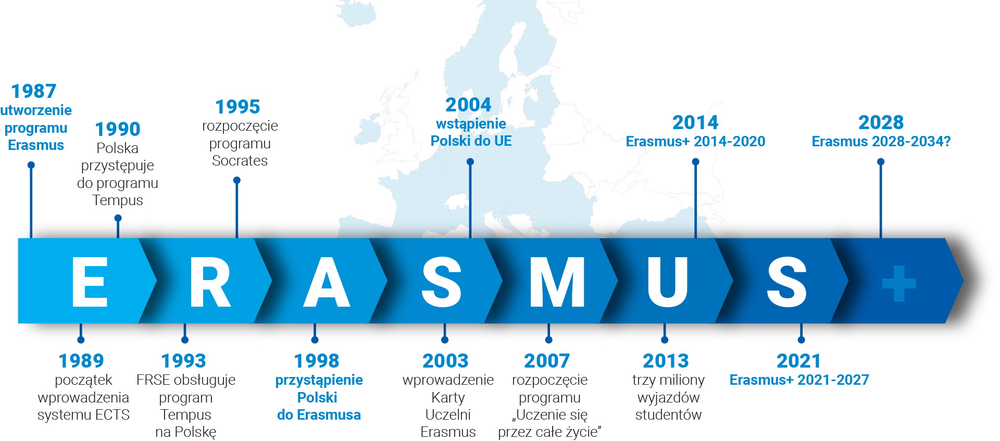 1987
utworzenie
programu
Erasmus
1990
Polska
przystępuje
do programu
Tempus
1995
rozpoczęcie
programu
Socrates
2004
wstąpienie
Polski do UE
2014
Erasmus+ 2014-2020
2028
Erasmus 2028-2034?
E R A S M U S +
1989
początek
wprowadzenia
systemu ECTS
1993
FRSE obsługuje
program
Tempus
na Polskę
1998
przystąpienie
Polski
do Erasmusa
2003
wprowadzenie
Karty
Uczelni
Erasmus
2007
rozpoczęcie
programu
„Uczenie się
przez całe życie”
2013
trzy miliony
wyjazdów
studentów
2021
Erasmus+ 2021-2027